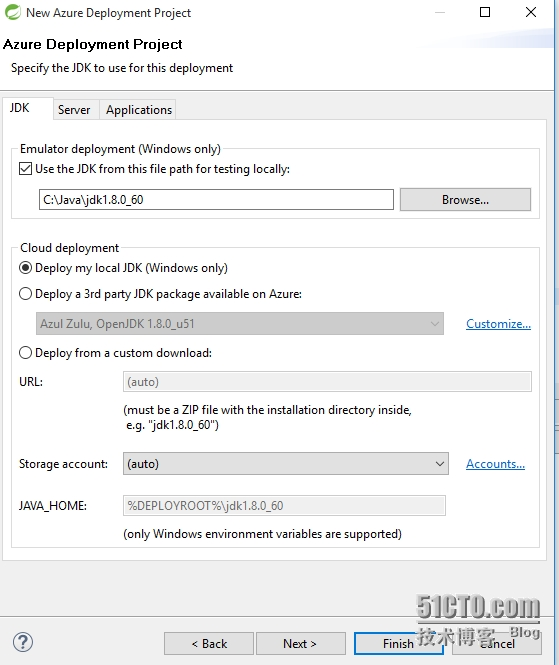 New Azure Deployment Project
Azure Deployment Project
Specify the JDK to use for this deployment
JDK
Server
Applications
Emulator deployment (Windows only)
Use the JDK from this file path for testing locally:
C:\Java\jdk1.8.0_60
Browse...
Cloud deployment
Deploy my local JDK (Windows only)
Deploy a 3rd party JDK package available on Azure:
Azul Zulu, OpenJDK 1.8.0_u51
Customize...
Deploy from a custom download:
URL:
(auto)
(must be a ZIP file with the installation directory inside,
e.g. "jdk1.8.0_60")
Storage account:
(auto)
Accounts...
JAVA_HOME:
%DEPLOYROOT%\jdk1.8.0_60
(only Windows environment variables are supported)
51CTO.com
技术博客 Blog
?
< Back
Next >
Finish
Cancel